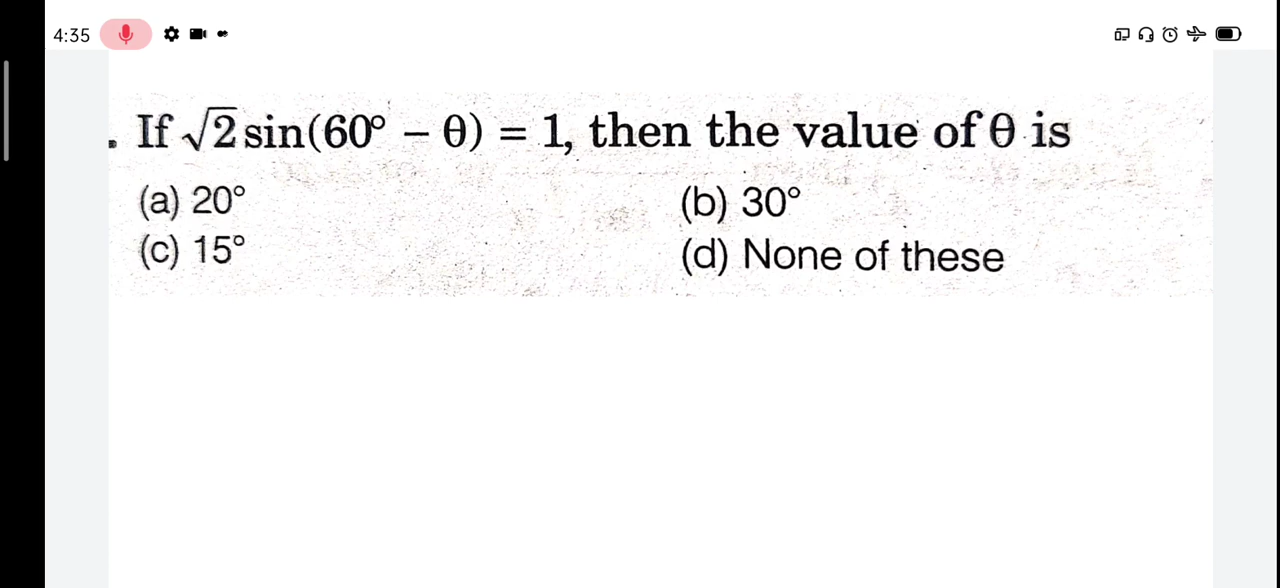 4:35
If √2 sin(60° – θ) = 1, then the value of θ is
(a) 20° (b) 30°
(c) 15° (d) None of these